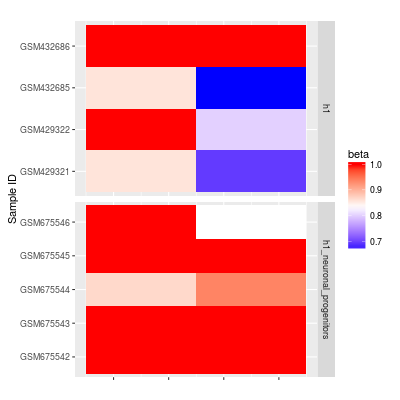 GSM432686
GSM432685
GSM429322
GSM429321
h1
GSM675546
GSM675545
GSM675544
GSM675543
GSM675542
h1_neuronal_progenitors
Sample ID
beta
1.0
0.9
0.8
0.7